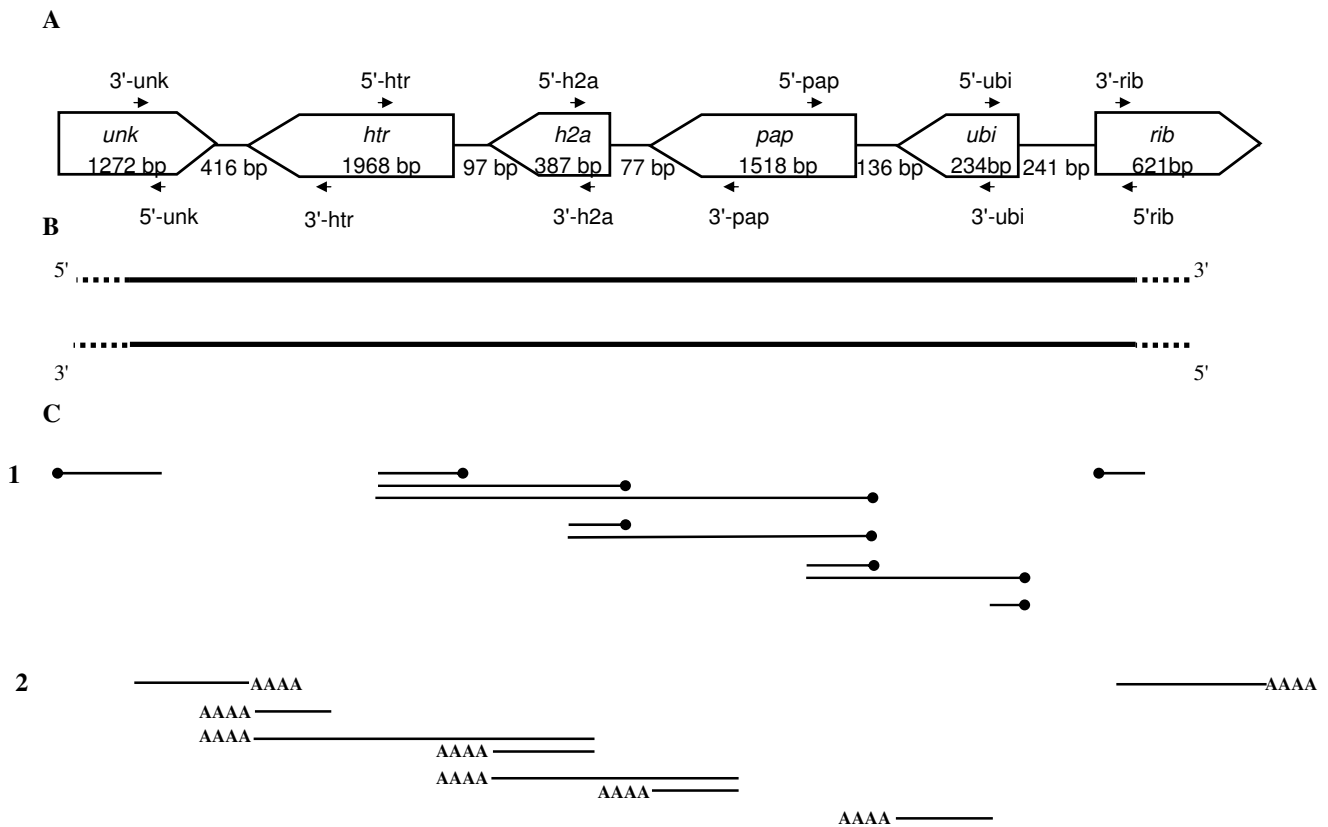 A
3'-unk 5'-htr 5'-h2a 5'-pap 5'-ubi 3'-rib
unk htr h2a pap ubi rib
1272 bp 416 bp 1968 bp 97 bp 387 bp 77 bp 1518 bp 136 bp 234bp 241 bp 621bp
5'-unk 3'-htr 3'-h2a 3'-pap 3'-ubi 5'rib
B
5' 3'
3' 5'
C
1
2
AAAA AAAA
AAAA
AAAA
AAAA
AAAA
AAAA
AAAA